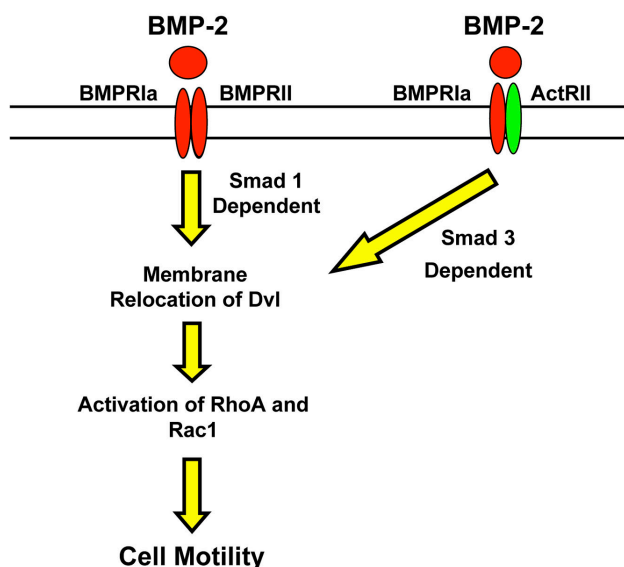 BMP-2 BMP-2
BMPRIa BMPRII BMPRIa ActRII
Smad 1
Dependent
Smad 3
Dependent
Membrane
Relocation of Dvl
Activation of RhoA and
Rac1
Cell Motility